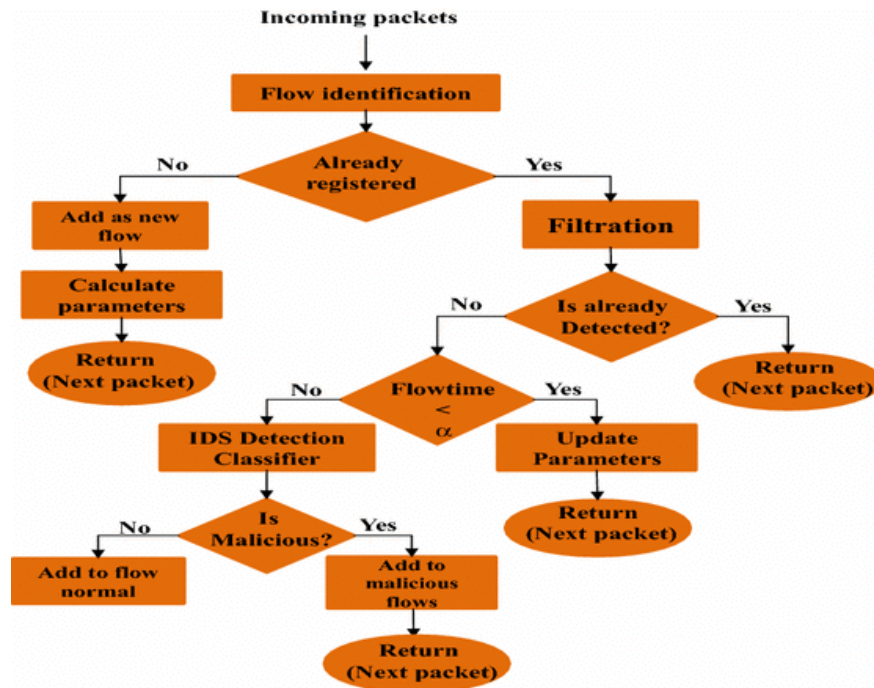 Incoming packets
Flow identification
Already
registered
No
Yes
Add as new
flow
Filtration
Calculate
parameters
Is already
Detected?
No
Yes
Return
(Next packet)
Return
(Next packet)
Flowtime
<
α
No
Yes
IDS Detection
Classifier
Update
Parameters
Is
Malicious?
Return
(Next packet)
No
Yes
Add to flow
normal
Add to
malicious
flows
Return
(Next packet)